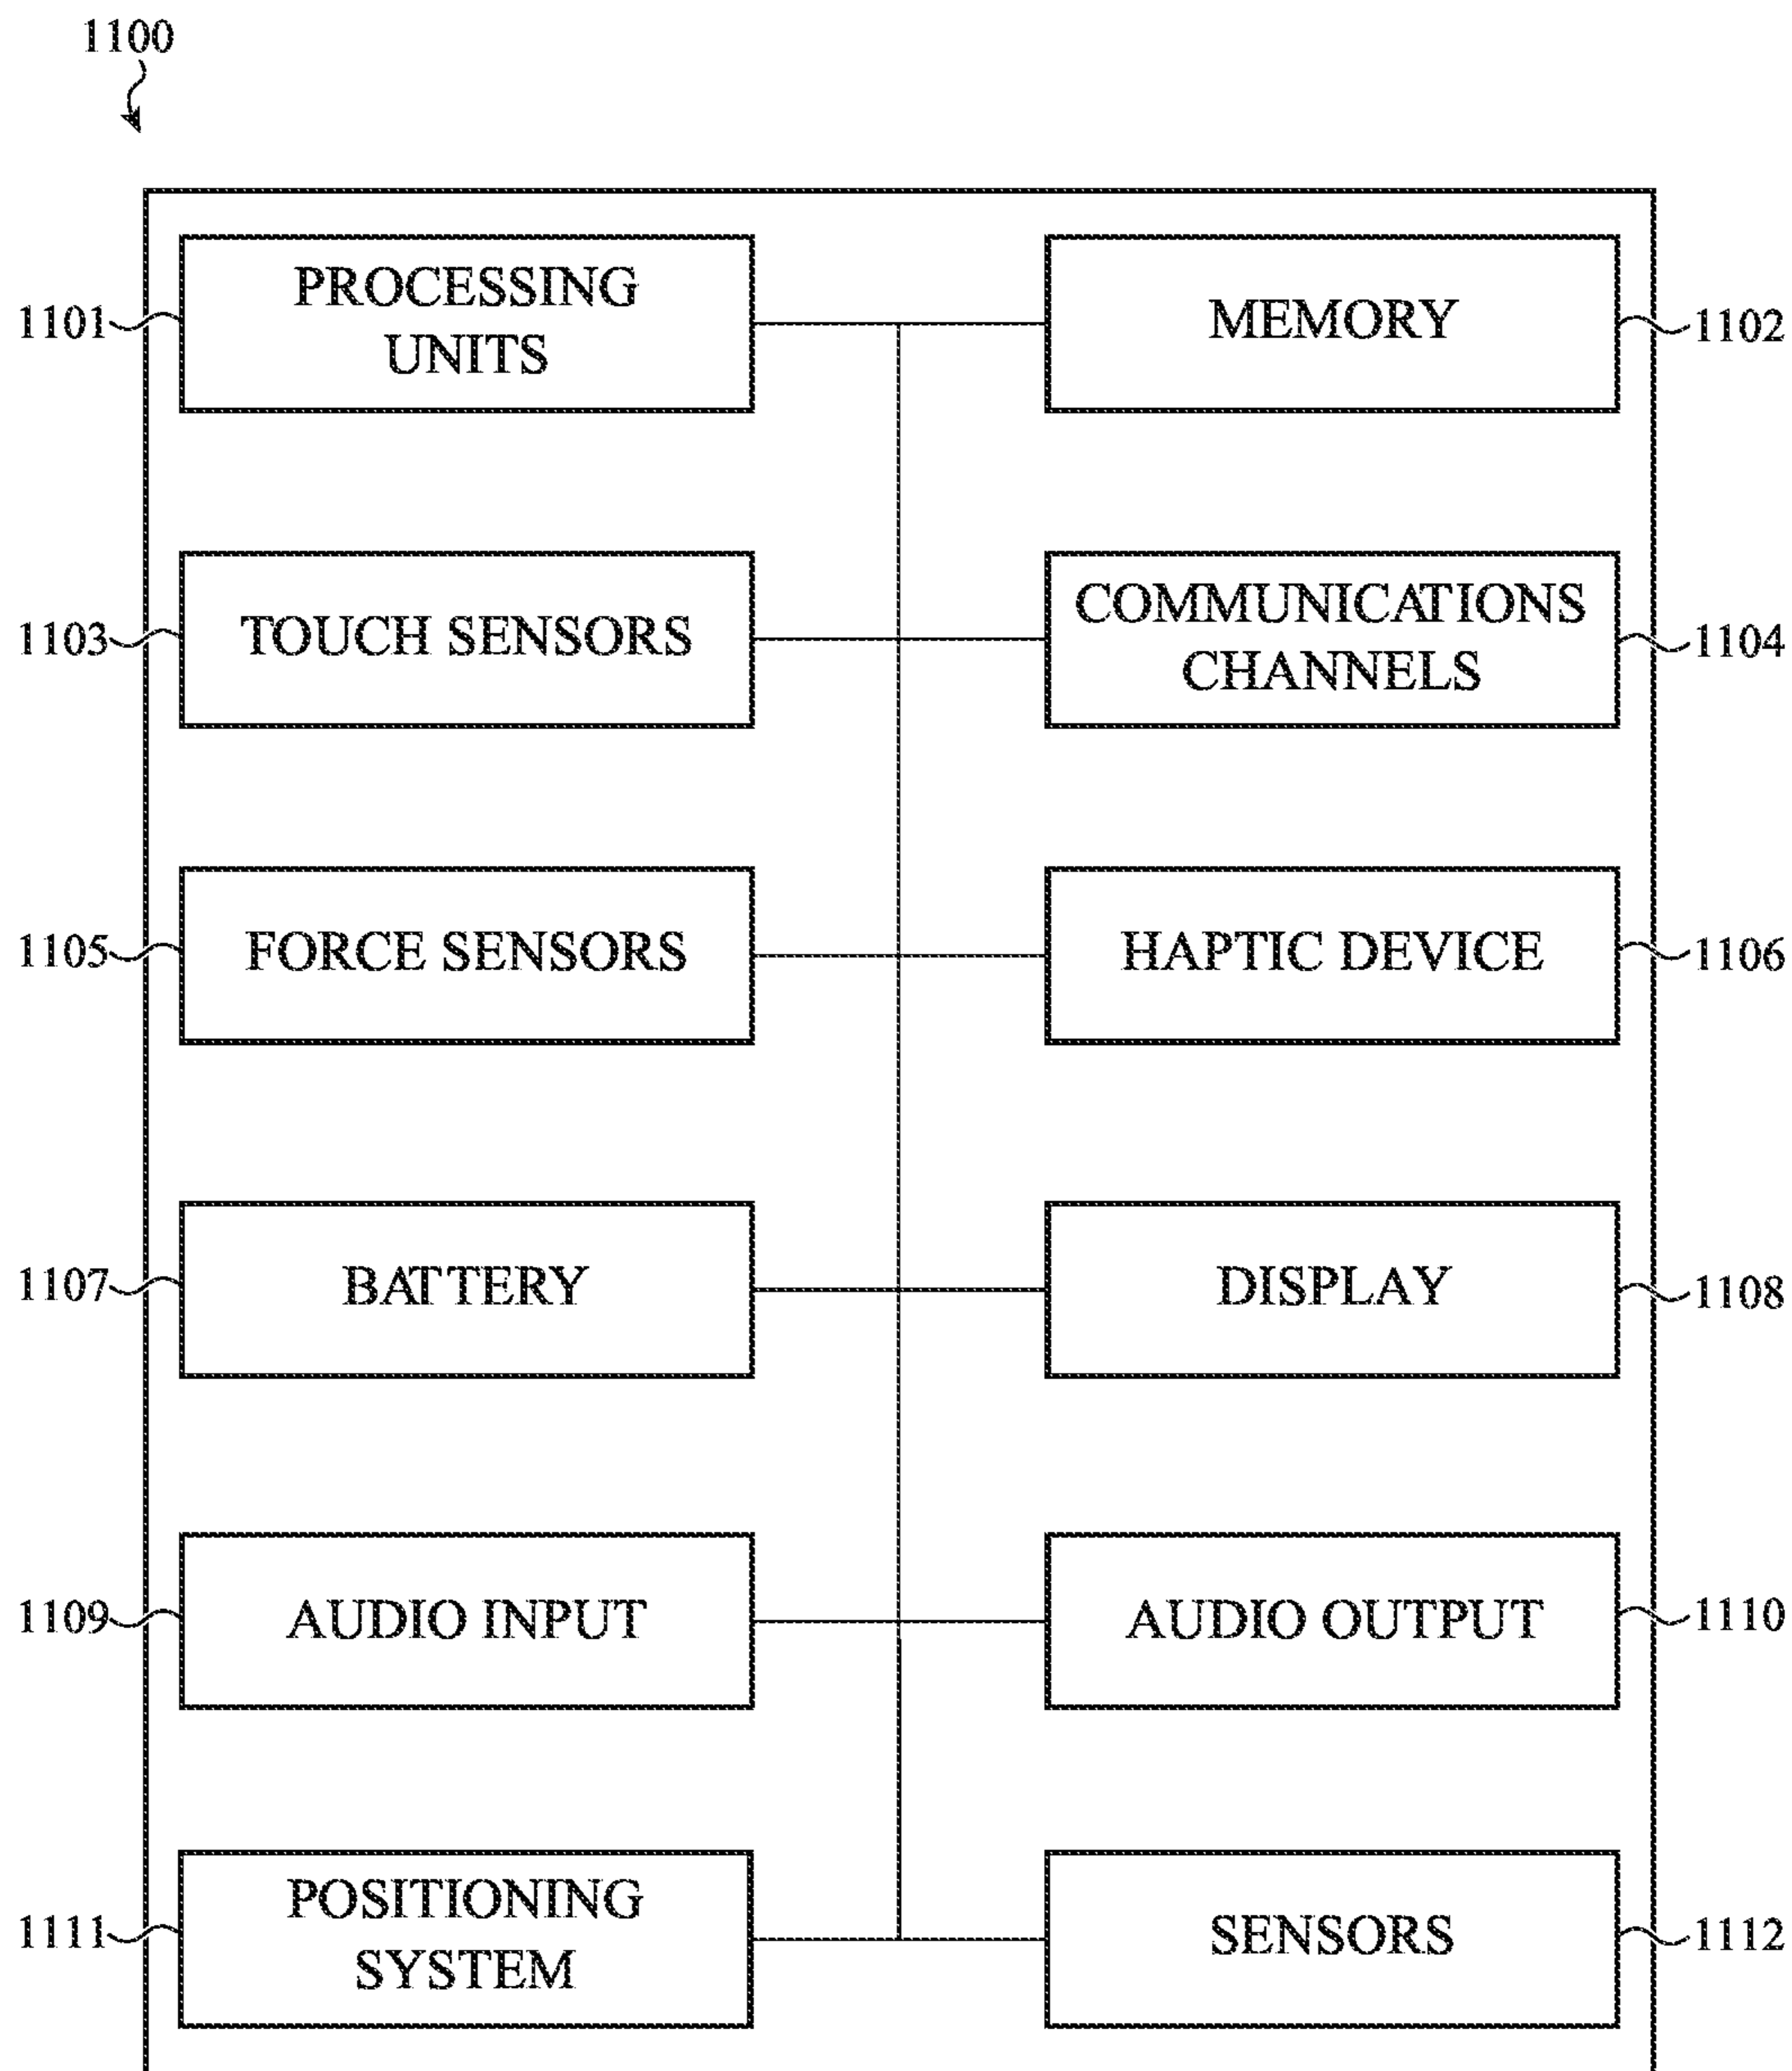 1100
PROCESSING
UNITS
1101
MEMORY
1102
TOUCH SENSORS
1103
COMMUNICATIONS
CHANNELS
1104
FORCE SENSORS
1105
HAPTIC DEVICE
1106
BATTERY
1107
DISPLAY
1108
AUDIO INPUT
1109
AUDIO OUTPUT
1110
POSITIONING
SYSTEM
1111
SENSORS
1112